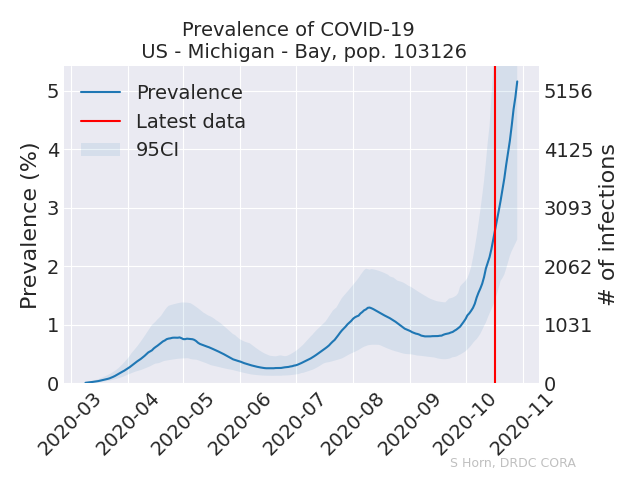 Prevalence of COVID-19
US - Michigan - Bay, pop. 103126
Prevalence
Latest data
95CI
Prevalence (%)
5
4
3
2
1
0
5156
4125
3093
2062
1031
0
# of infections
2020-03
2020-04
2020-05
2020-06
2020-07
2020-08
2020-09
2020-10
2020-11
S Horn, DRDC CORA